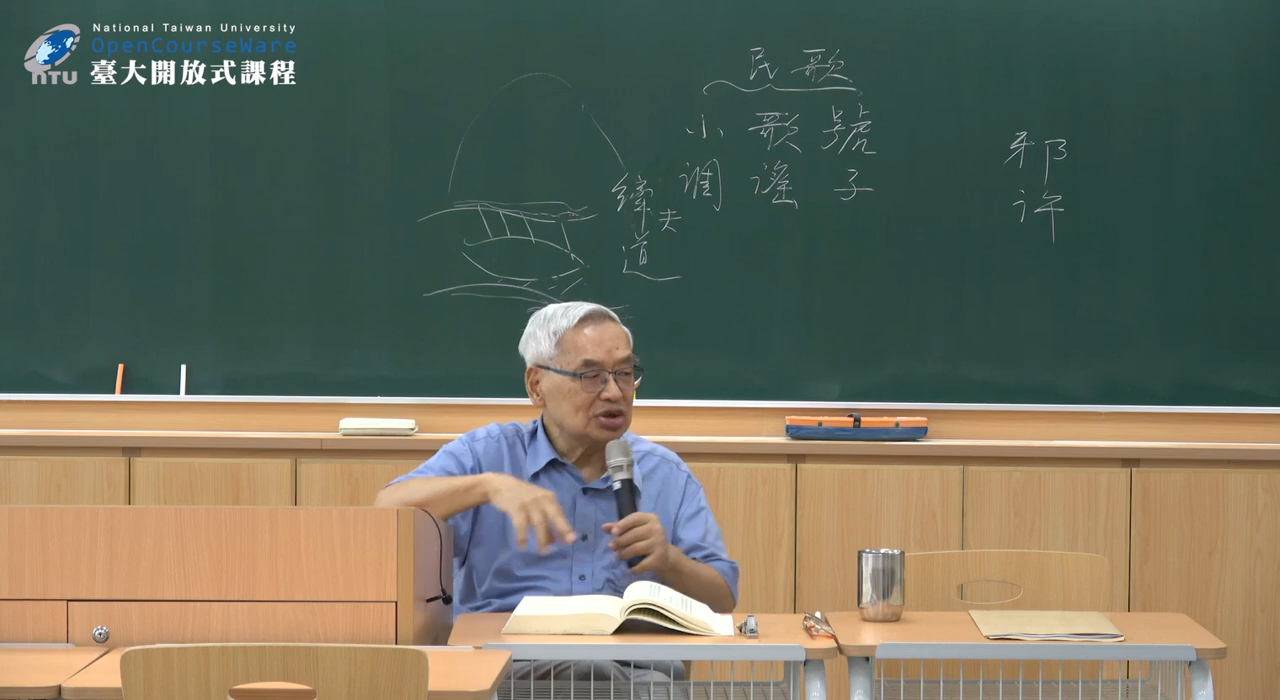 National Taiwan University
OpenCourseWare
臺大開放式課程
NTU
民歌
小調 歌謠 號子
縴夫道
邪許